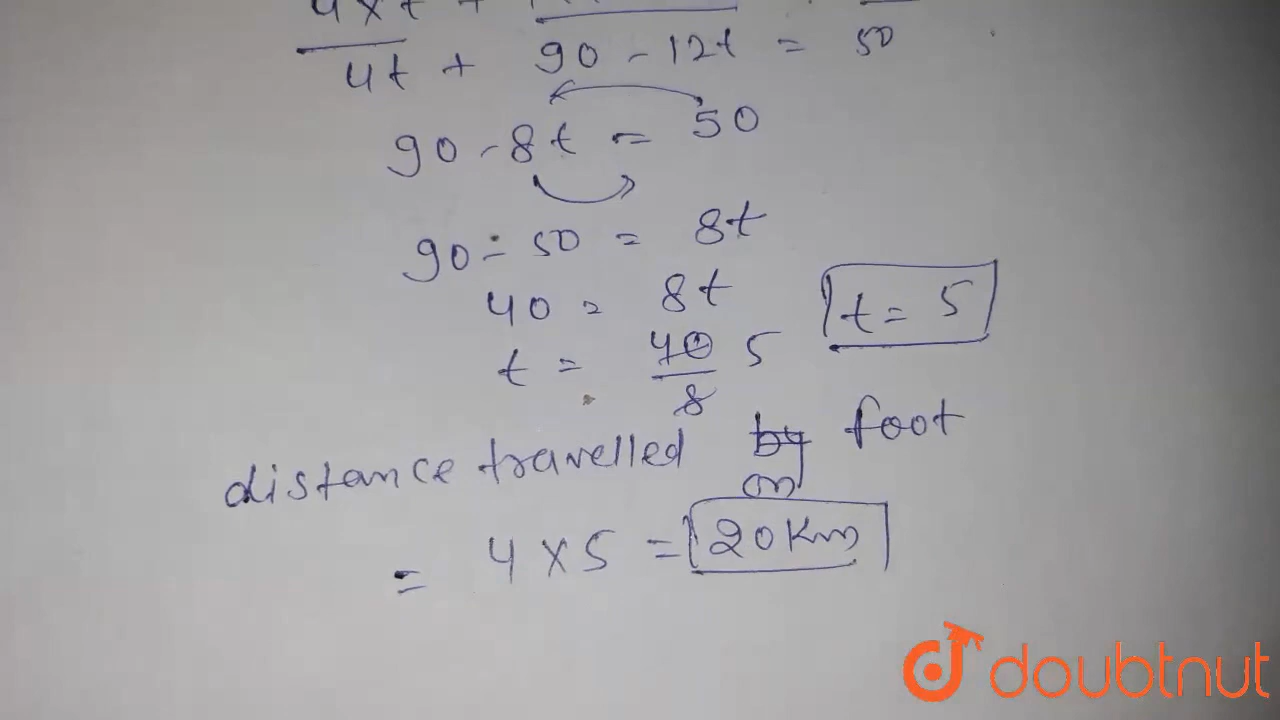 4 x t +
4t + 90 - 12t = 50
90 - 8t = 50
90 - 50 = 8t
40 = 8t
t = 40/8 5
t = 5
distance travelled by foot
on
= 4 x 5 = 20 Km
doubtnut